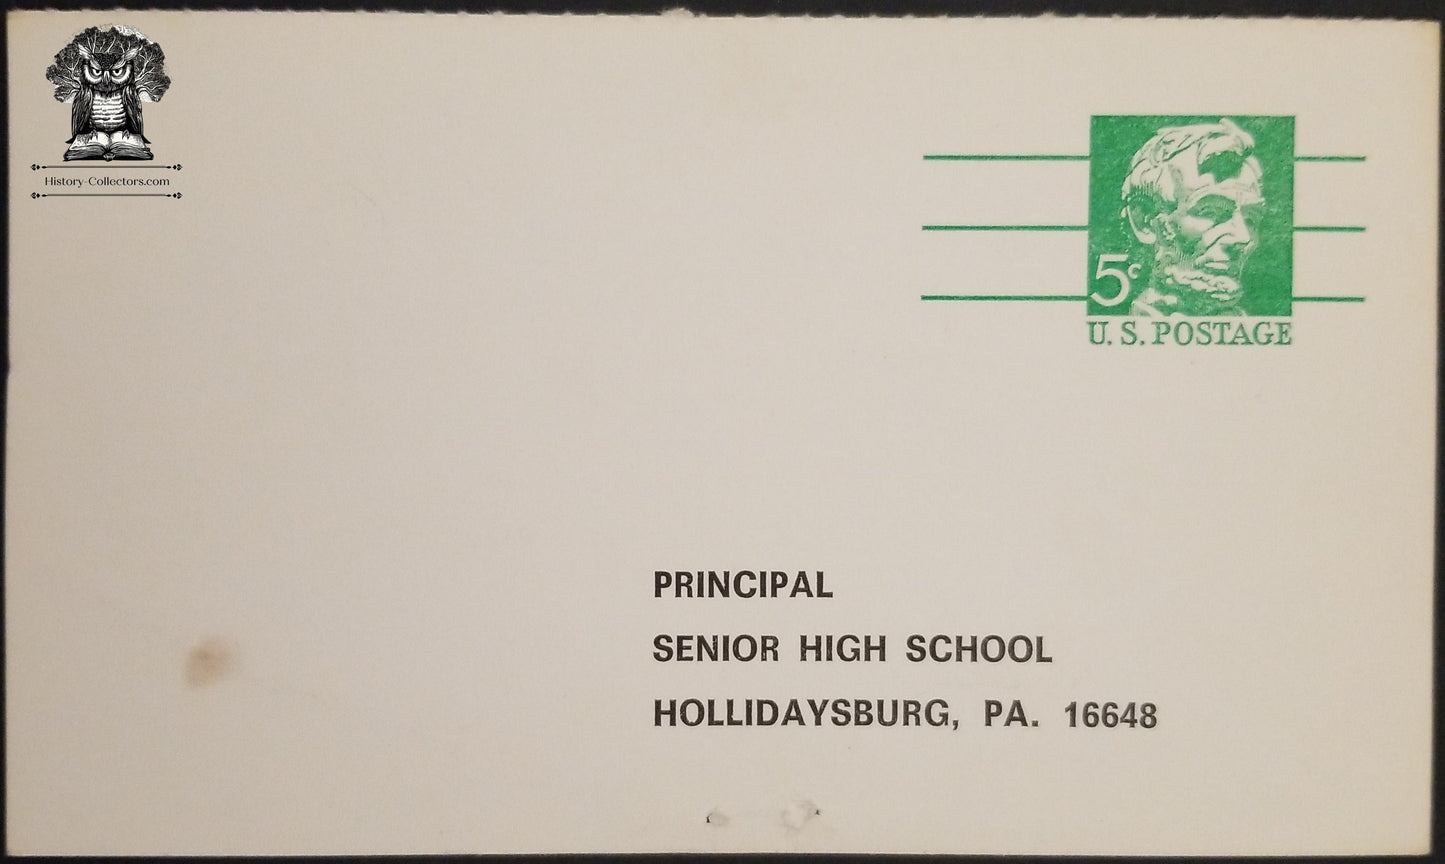 History-Collectors.com
5c
U. S. POSTAGE
PRINCIPAL
SENIOR HIGH SCHOOL
HOLLIDAYSBURG, PA. 16648